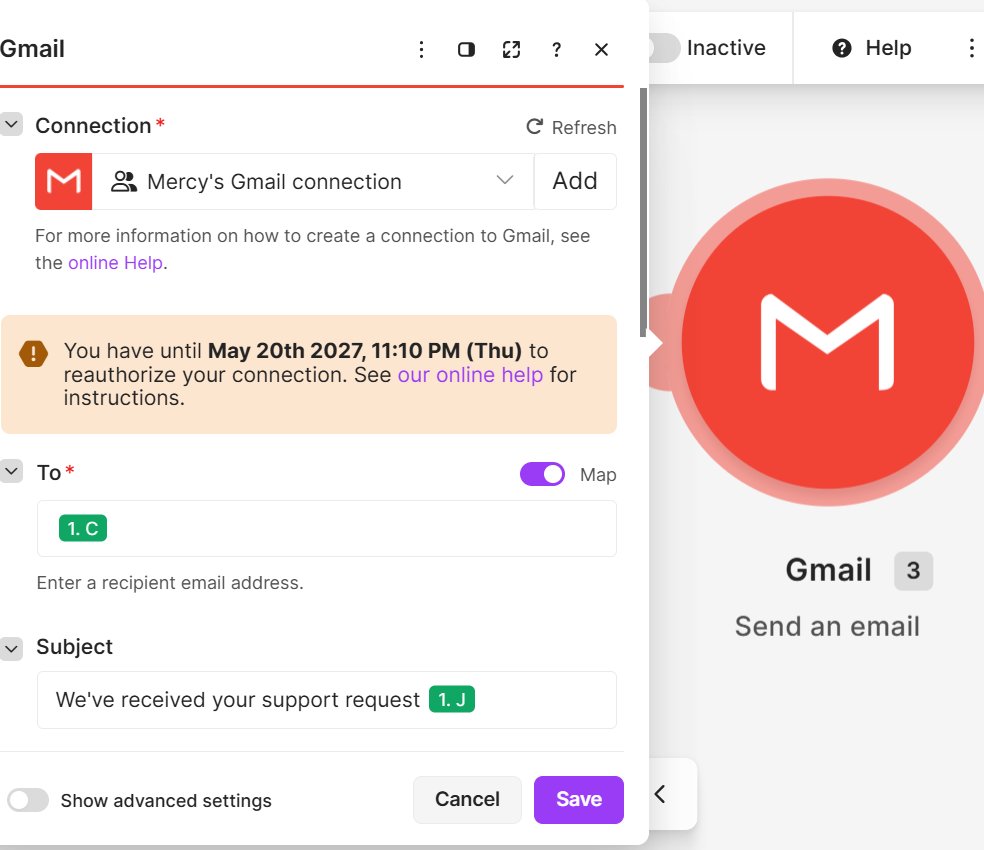 Gmail
?
Inactive
? Help
Connection *
Refresh
Mercy's Gmail connection
Add
For more information on how to create a connection to Gmail, see
the online Help.
You have until May 20th 2027, 11:10 PM (Thu) to
reauthorize your connection. See our online help for
instructions.
To *
Map
1. C
Enter a recipient email address.
Subject
We've received your support request 1. J
Show advanced settings
Cancel
Save
Gmail 3
Send an email